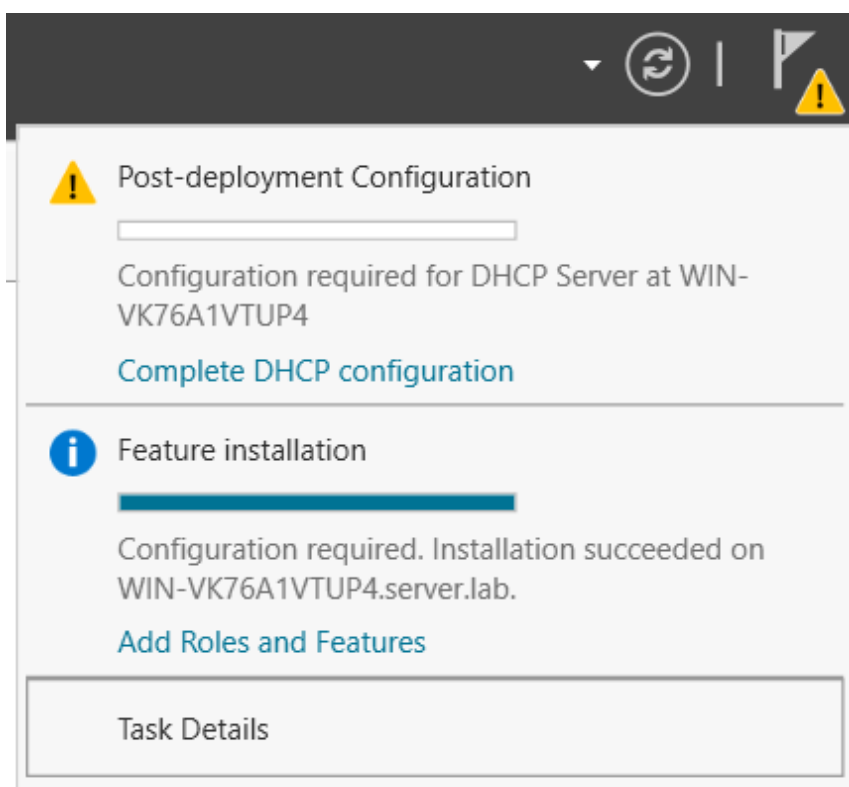 Post-deployment Configuration
Configuration required for DHCP Server at WIN-
VK76A1VTUP4
Complete DHCP configuration
Feature installation
Configuration required. Installation succeeded on
WIN-VK76A1VTUP4.server.lab.
Add Roles and Features
Task Details